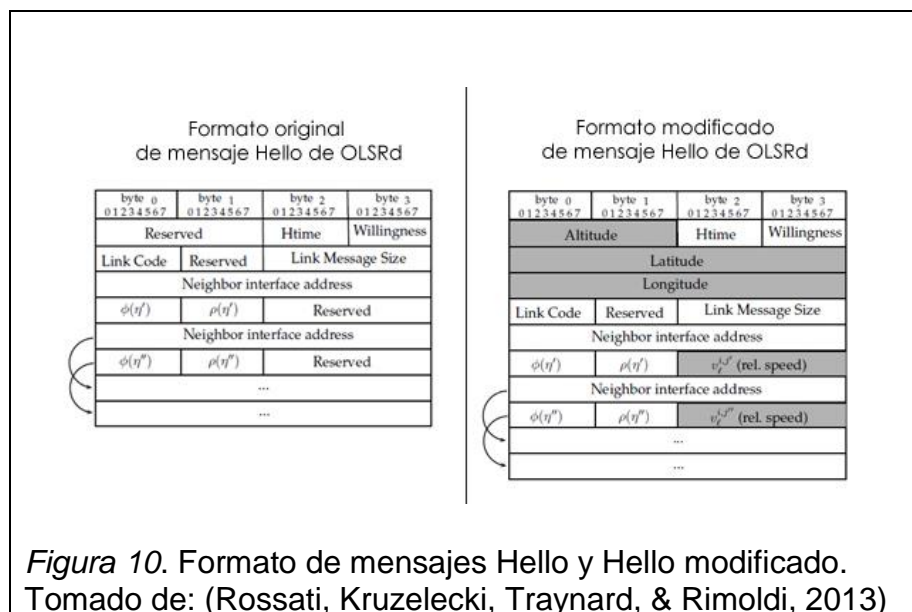 Formato original
de mensaje Hello de OLSRd
byte 0 byte 1 byte 2 byte 3
01234567 01234567 01234567 01234567
Reserved Htime Willingness
Link Code Reserved Link Message Size
Neighbor interface address
ϕ(η′) ρ(η′) Reserved
Neighbor interface address
ϕ(η″) ρ(η″) Reserved
...
...
Formato modificado
de mensaje Hello de OLSRd
byte 0 byte 1 byte 2 byte 3
01234567 01234567 01234567 01234567
Altitude Htime Willingness
Latitude
Longitude
Link Code Reserved Link Message Size
Neighbor interface address
ϕ(η′) ρ(η′) (rel. speed)
Neighbor interface address
ϕ(η″) ρ(η″) (rel. speed)
...
...
Figura 10. Formato de mensajes Hello y Hello modificado.
Tomado de: (Rossati, Kruzelecki, Traynard, & Rimoldi, 2013)